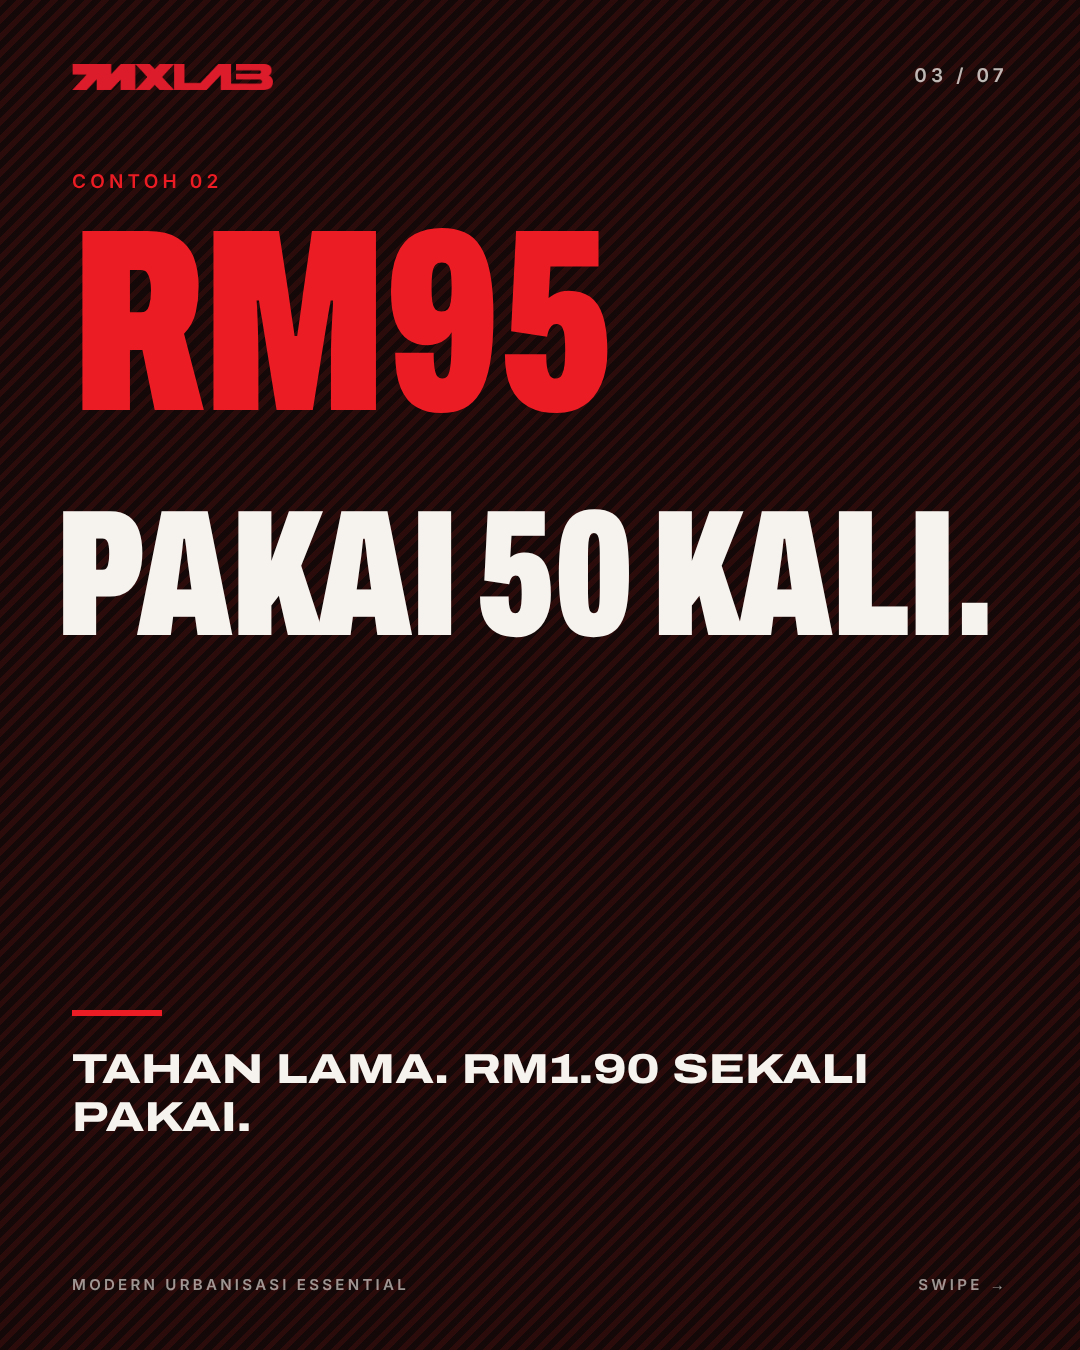 MXLAB
03 / 07
CONTOH 02
RM95
PAKAI 50 KALI.
TAHAN LAMA. RM1.90 SEKALI
PAKAI.
MODERN URBANISASI ESSENTIAL
SWIPE →